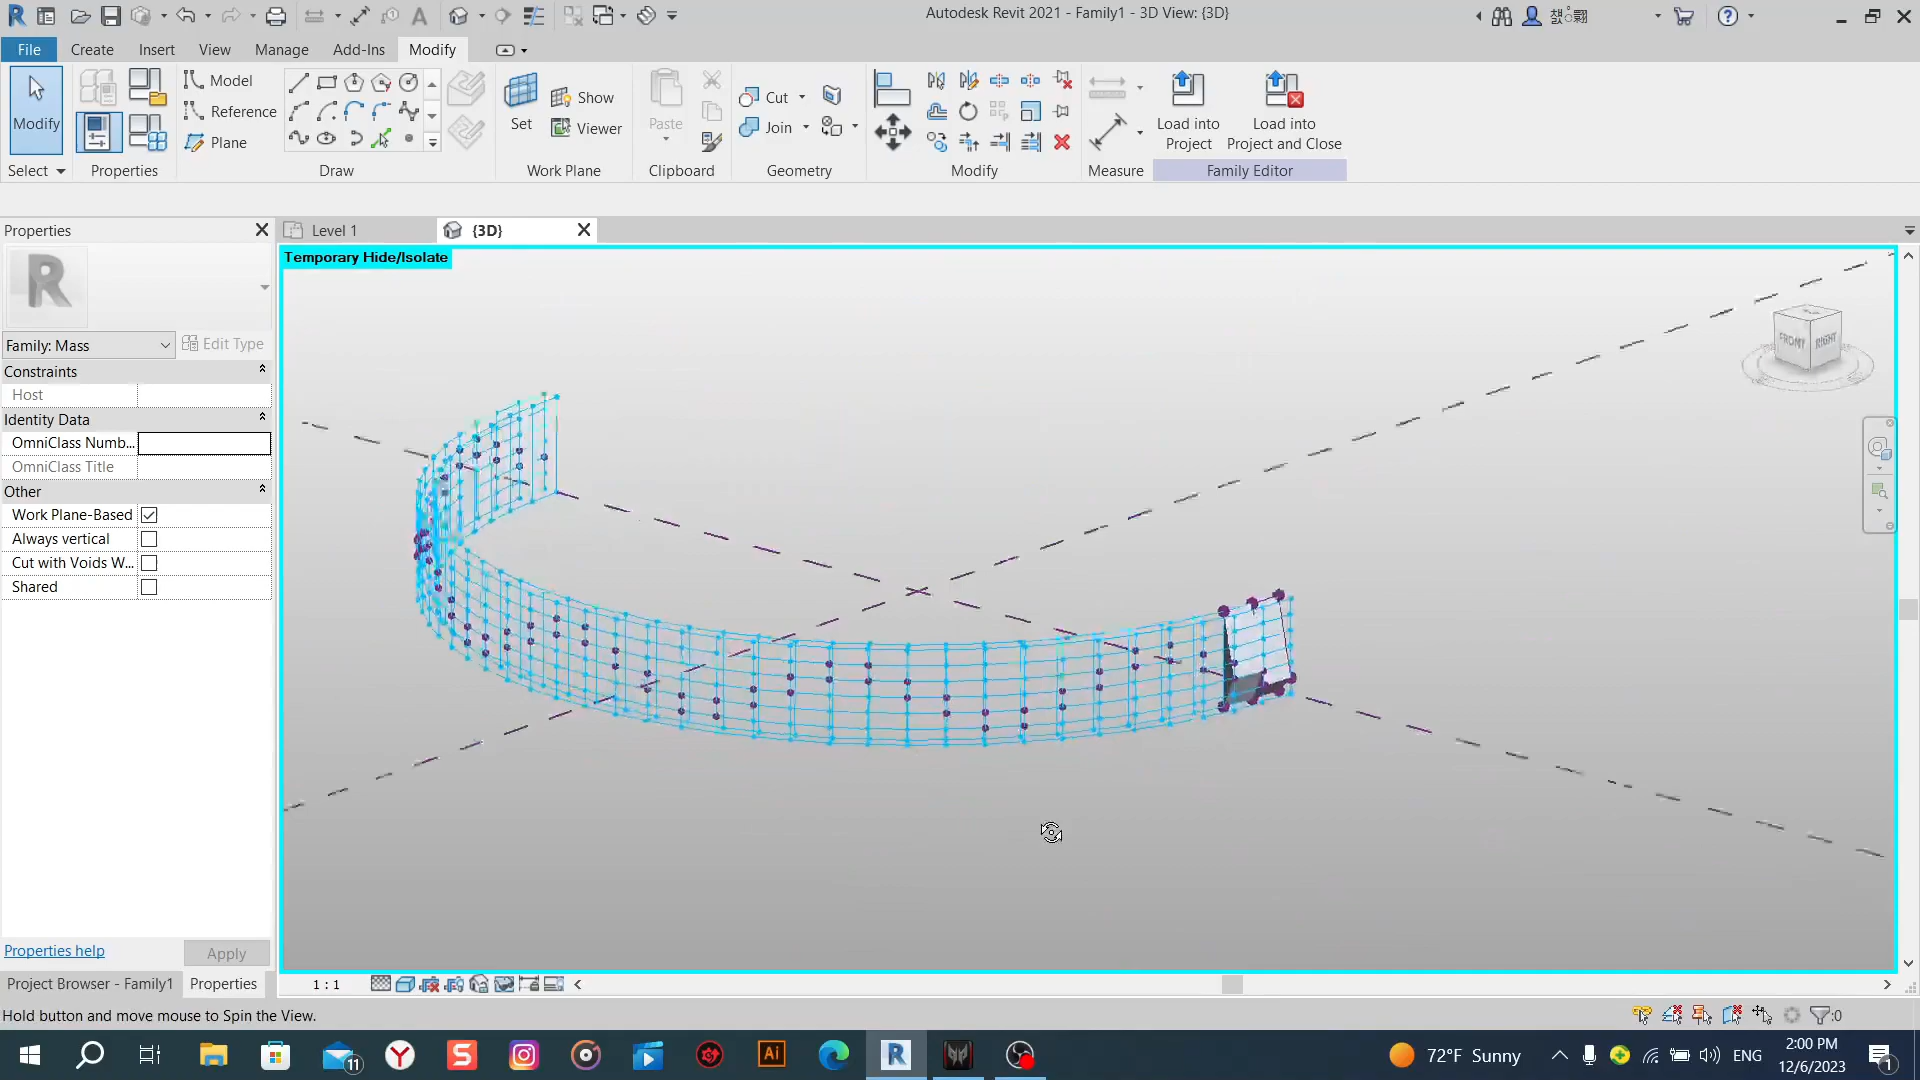 Autodesk Revit 2021 - Family1 - 3D View: {3D}
File
Create
Insert
View
Manage
Add-Ins
Modify
Modify
Model
Reference
Plane
Set
Show
Viewer
Paste
Cut
Join
Load into
Project
Load into
Project and Close
Select
Properties
Draw
Work Plane
Clipboard
Geometry
Modify
Measure
Family Editor
Properties
Level 1
{3D}
Temporary Hide/Isolate
R
Family: Mass
Edit Type
Constraints
Host
Identity Data
OmniClass Numb...
OmniClass Title
Other
Work Plane-Based
Always vertical
Cut with Voids W...
Shared
FRONT
RIGHT
Properties help
Apply
Project Browser - Family1
Properties
1 : 1
Hold button and move mouse to Spin the View.
:0
11
72°F Sunny
ENG
2:00 PM
12/6/2023
1